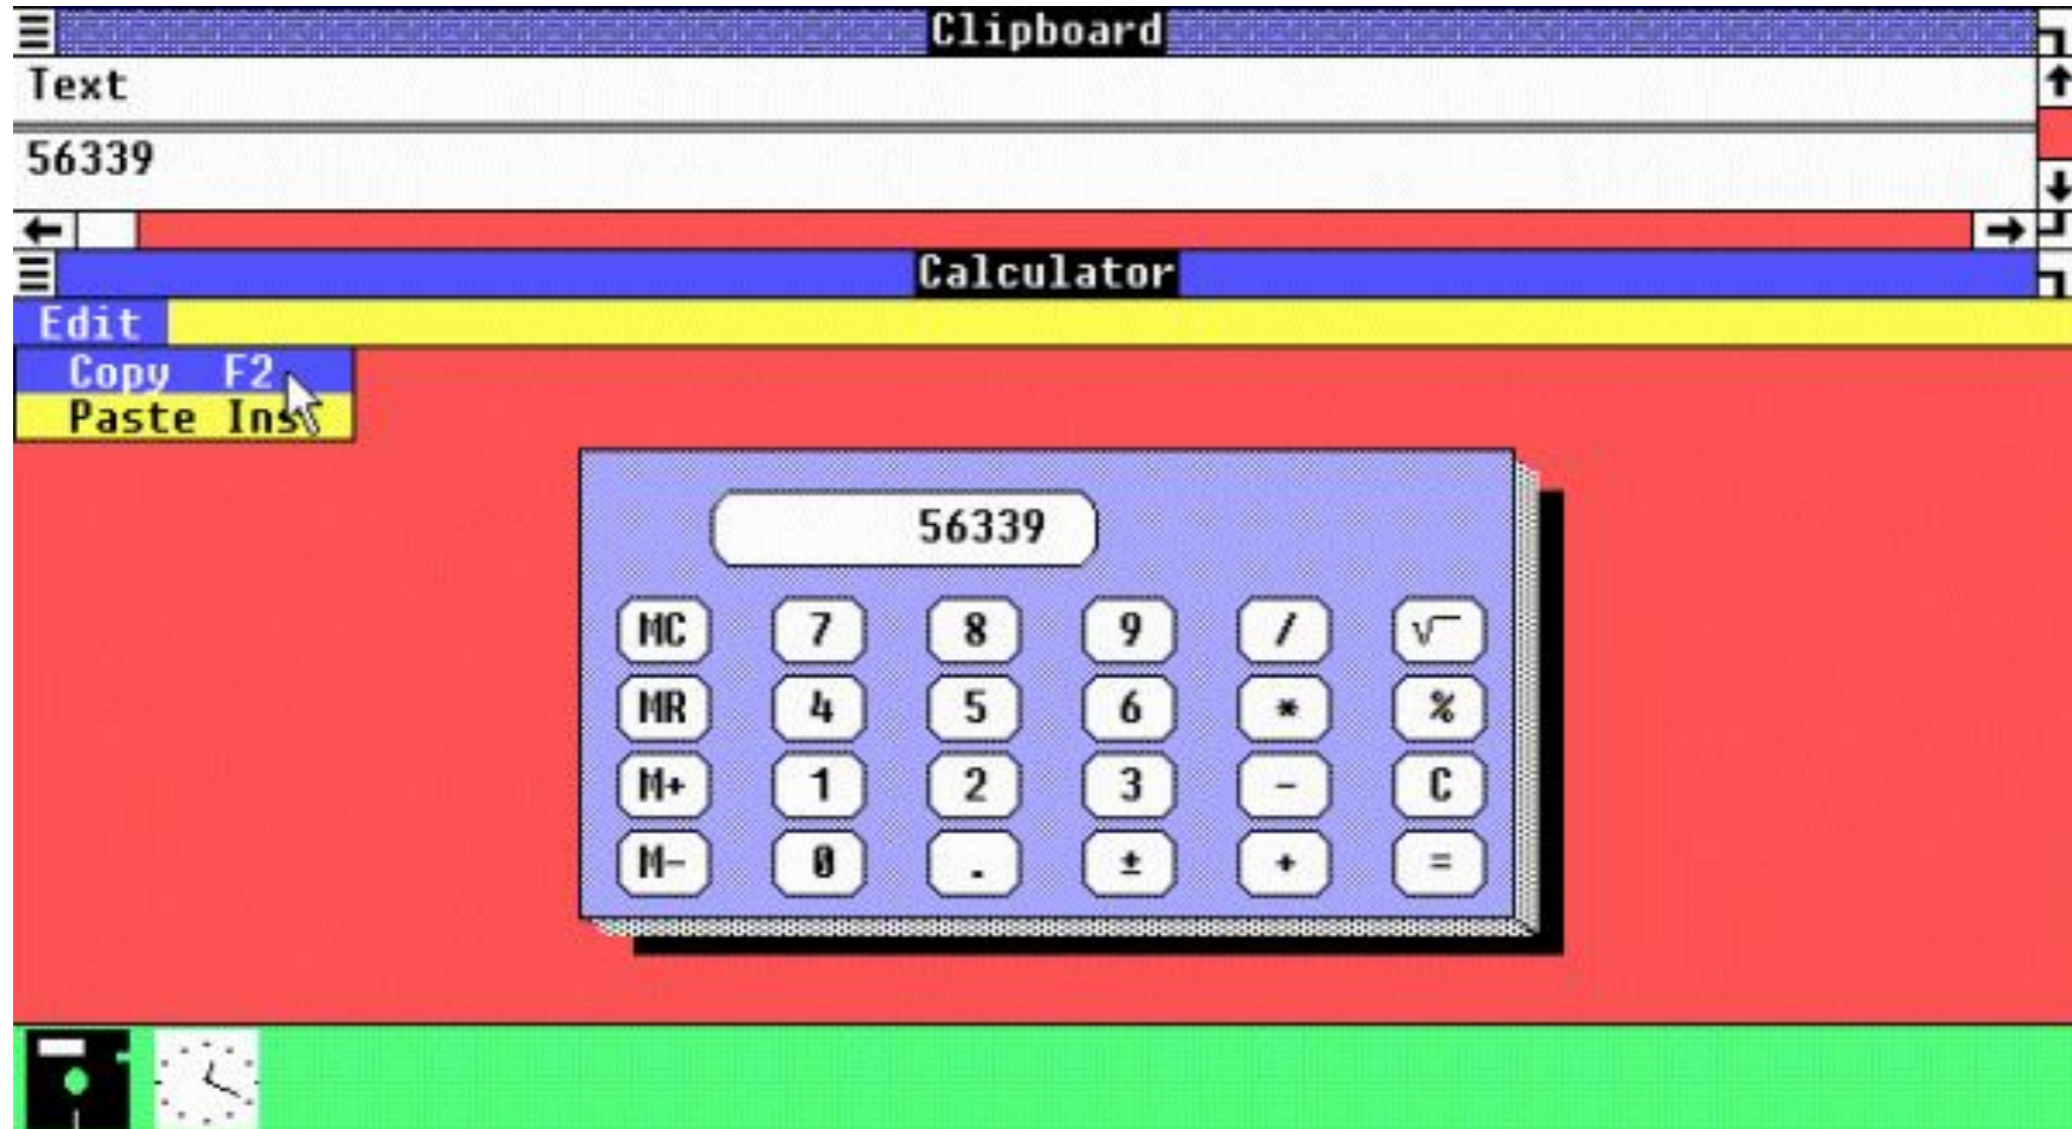 Clipboard
Text
56339
Calculator
Edit
Copy F2
Paste Ins
56339
MC 7 8 9 / √
MR 4 5 6 * %
M+ 1 2 3 - C
M- 0 . ± + =